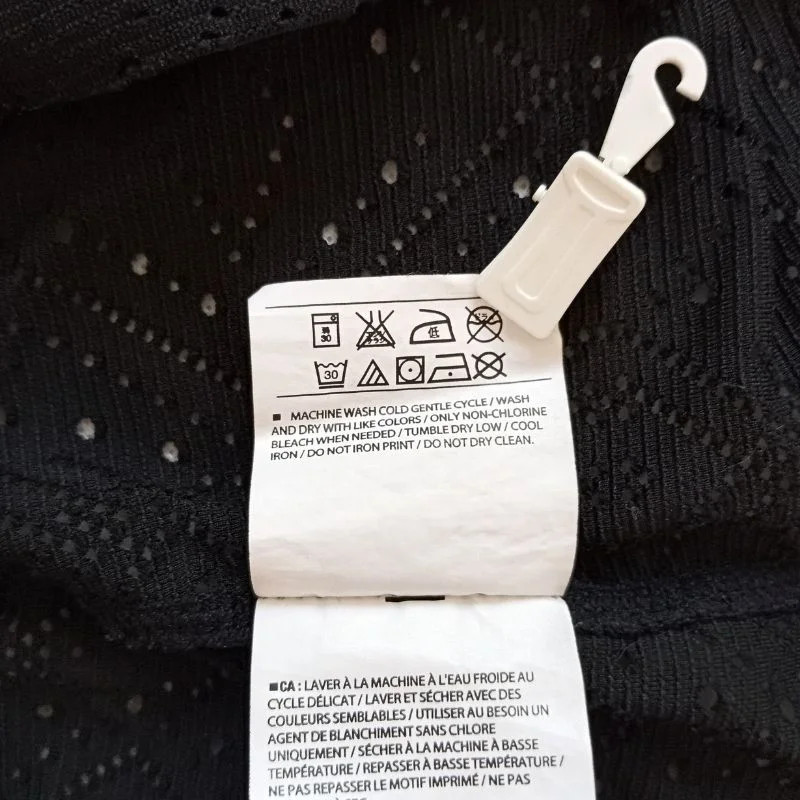 30
低
30
■ MACHINE WASH COLD GENTLE CYCLE / WASH
AND DRY WITH LIKE COLORS / ONLY NON-CHLORINE
BLEACH WHEN NEEDED / TUMBLE DRY LOW / COOL
IRON / DO NOT IRON PRINT / DO NOT DRY CLEAN.
■CA : LAVER À LA MACHINE À L'EAU FROIDE AU
CYCLE DÉLICAT / LAVER ET SÉCHER AVEC DES
COULEURS SEMBLABLES / UTILISER AU BESOIN UN
AGENT DE BLANCHIMENT SANS CHLORE
UNIQUEMENT / SÉCHER À LA MACHINE À BASSE
TEMPÉRATURE / REPASSER À BASSE TEMPÉRATURE /
NE PAS REPASSER LE MOTIF IMPRIMÉ / NE PAS